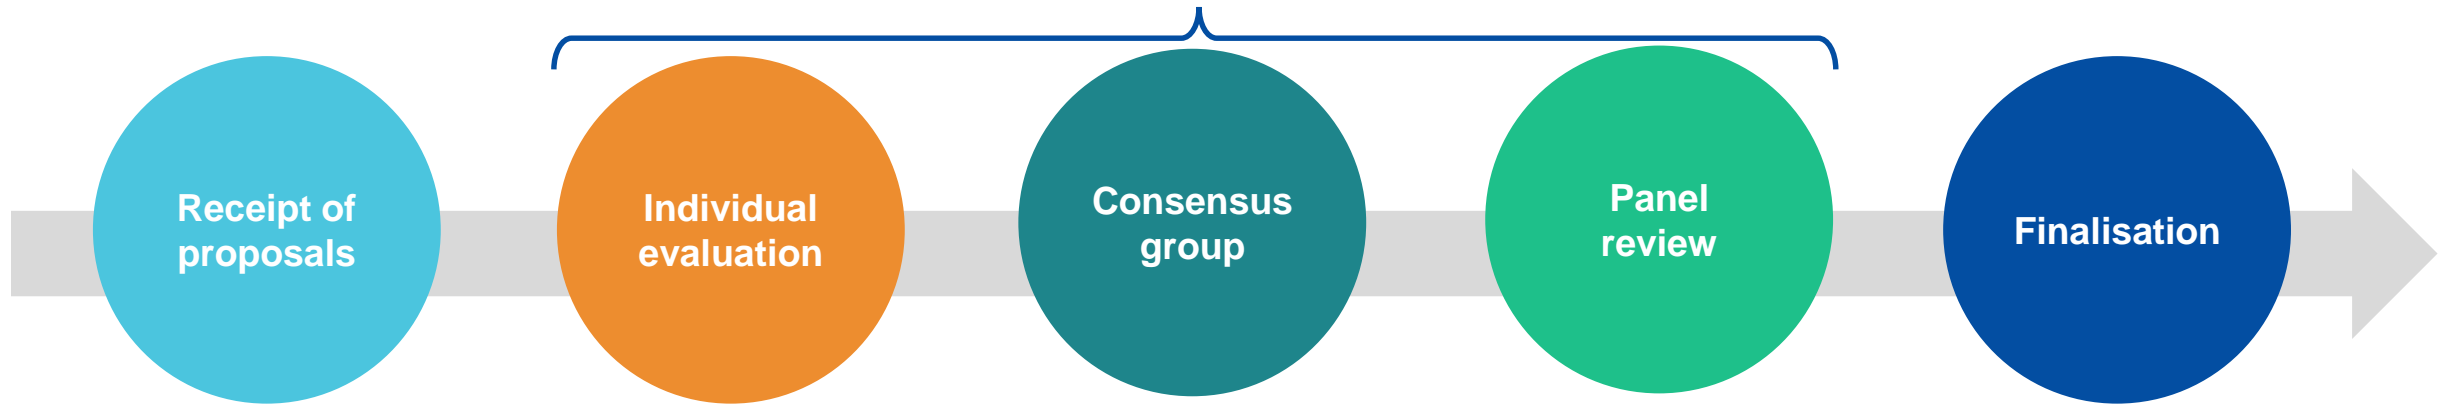 Receipt of
proposals
Individual
evaluation
Consensus
group
Panel
review
Finalisation